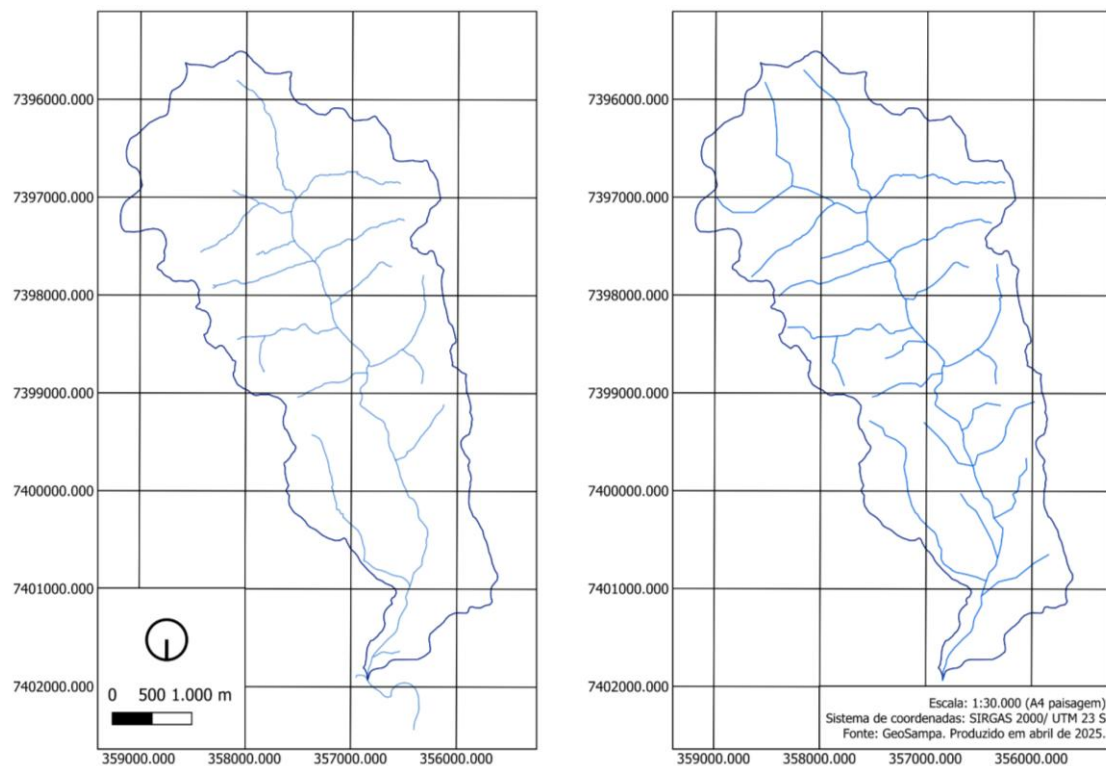 7396000.000
7397000.000
7398000.000
7399000.000
7400000.000
7401000.000
7402000.000
0 500 1.000 m
359000.000 358000.000 357000.000 356000.000
7396000.000
7397000.000
7398000.000
7399000.000
7400000.000
7401000.000
7402000.000
Escala: 1:30.000 (A4 paisagem)
Sistema de coordenadas: SIRGAS 2000/ UTM 23 S
Fonte: GeoSampa. Produzido em abril de 2025.
359000.000 358000.000 357000.000 356000.000